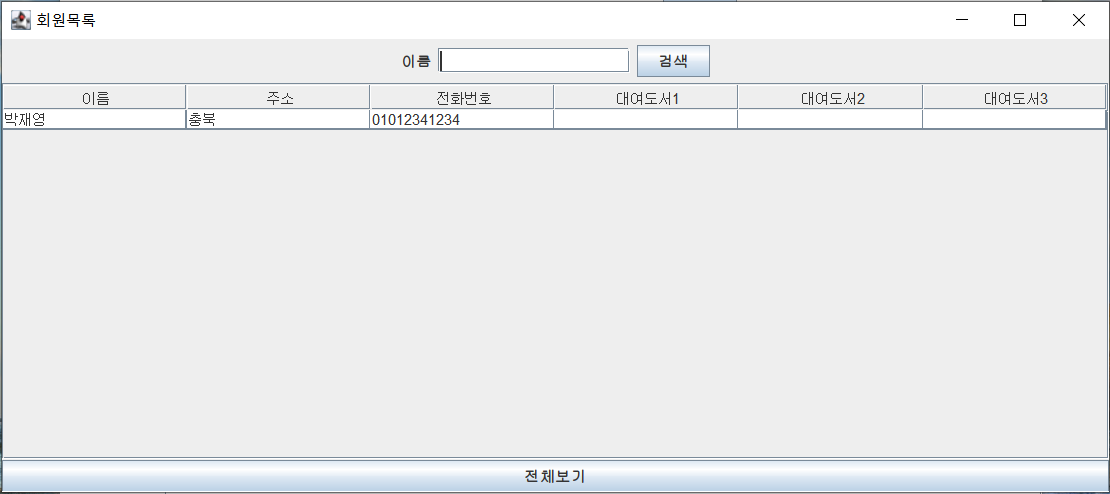 회원목록
이름 검색
이름 주소 전화번호 대여도서1 대여도서2 대여도서3
박재영 충북 01012341234
전체보기